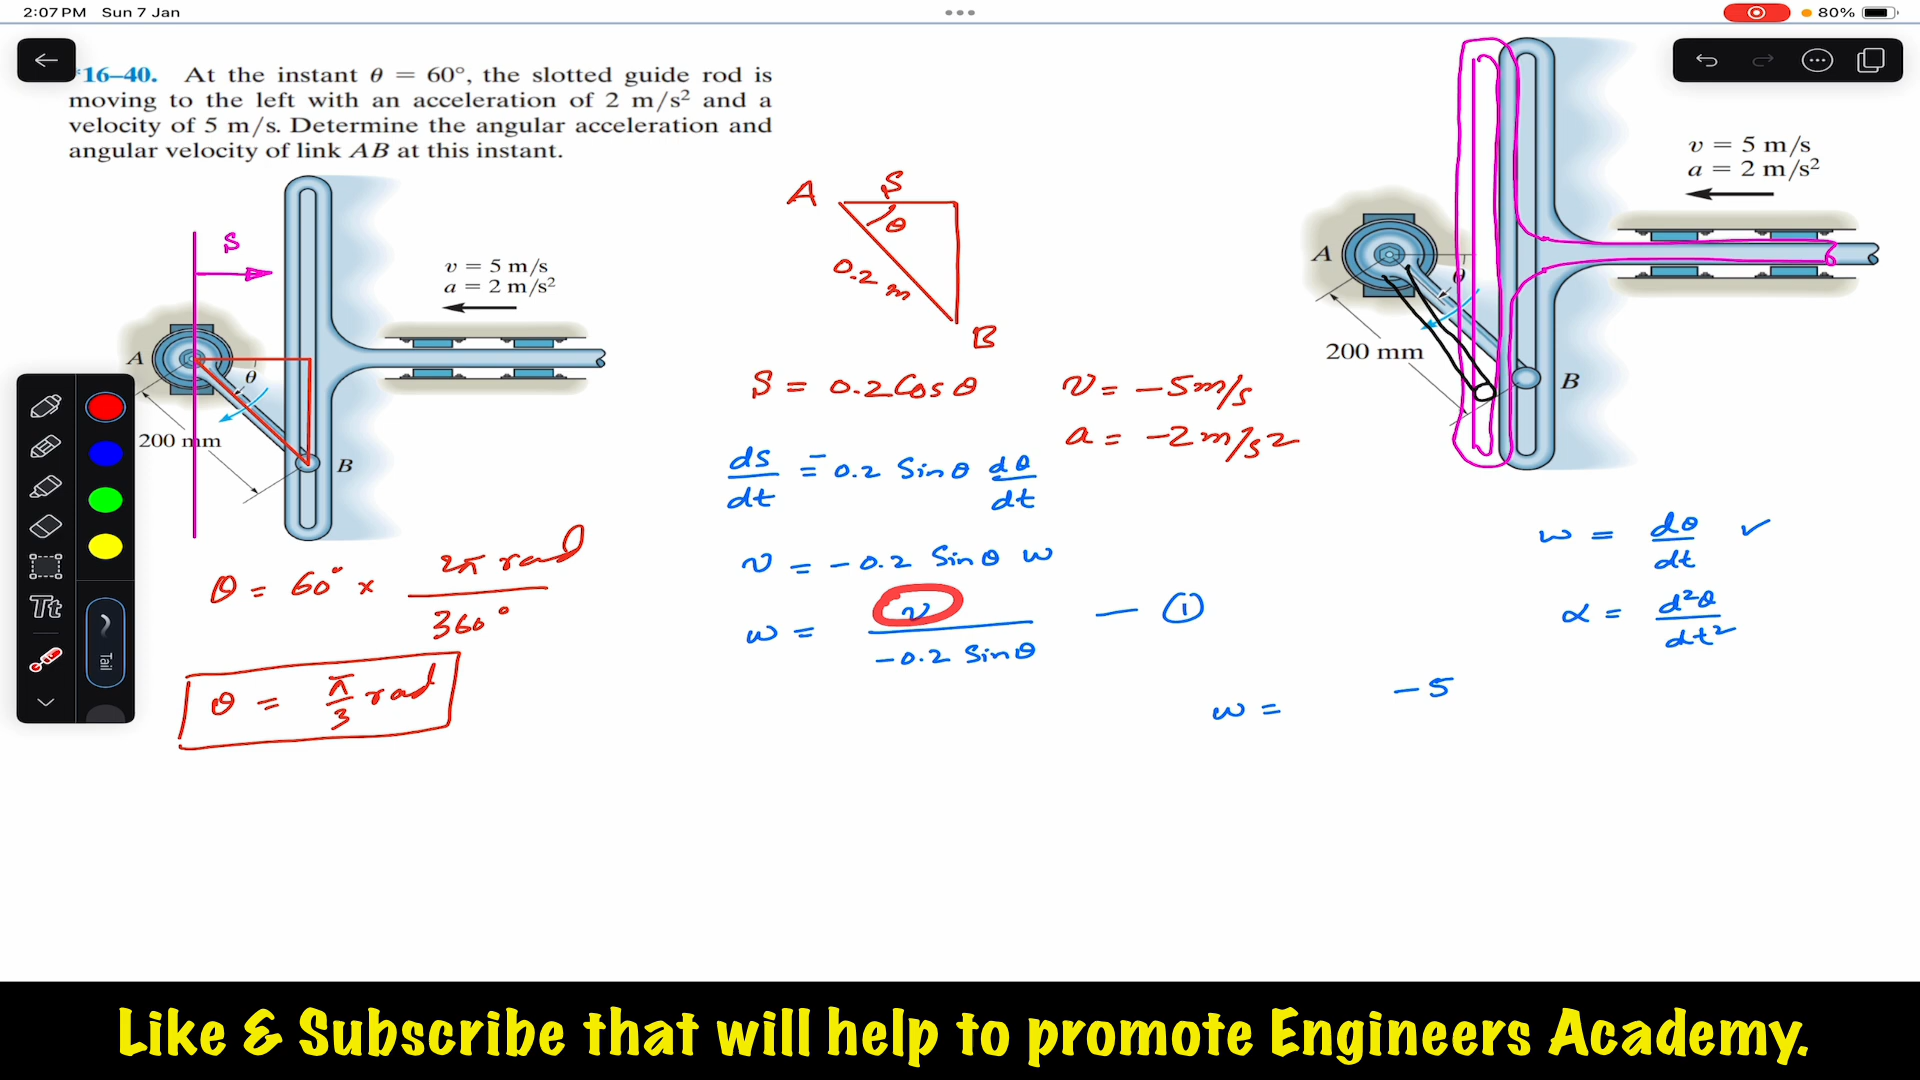 2:07 PM Sun 7 Jan
80%
*16–40. At the instant θ = 60°, the slotted guide rod is
moving to the left with an acceleration of 2 m/s² and a
velocity of 5 m/s. Determine the angular acceleration and
angular velocity of link AB at this instant.
S
v = 5 m/s
a = 2 m/s²
A
θ
200 mm
B
A
S
θ
0.2 m
B
v = 5 m/s
a = 2 m/s²
A
θ
200 mm
B
S = 0.2 Cos θ
v = -5 m/s
a = -2 m/s2
ds/dt = -0.2 Sin θ dθ/dt
v = -0.2 Sin θ w
w = v / -0.2 Sin θ — ①
θ = 60° x 2π rad / 360°
θ = π/3 rad
w = dθ/dt ✓
α = d²θ/dt²
w = -5
Tt
Tail
Like & Subscribe that will help to promote Engineers Academy.